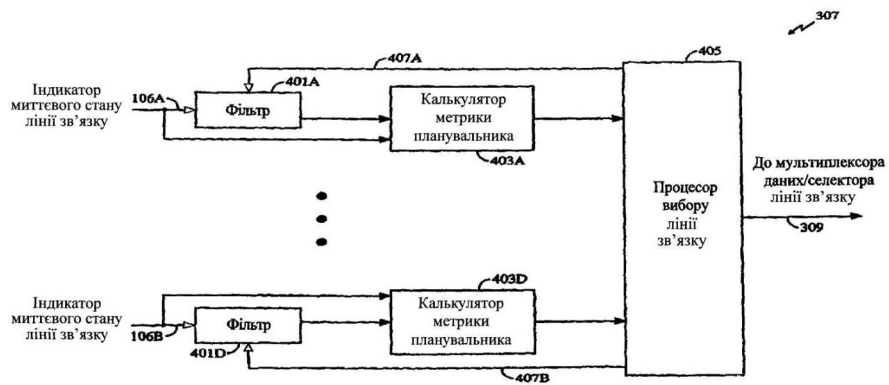 307
405
407A
401A
Індикатор
миттєвого стану
лінії зв’язку
106A
Фільтр
Калькулятор
метрики
планувальника
403A
До мультиплексора
даних/селектора
лінії зв’язку
309
Процесор
вибору
лінії
зв’язку
403D
Індикатор
миттєвого стану
лінії зв’язку
106B
Фільтр
401D
Калькулятор
метрики
планувальника
407B